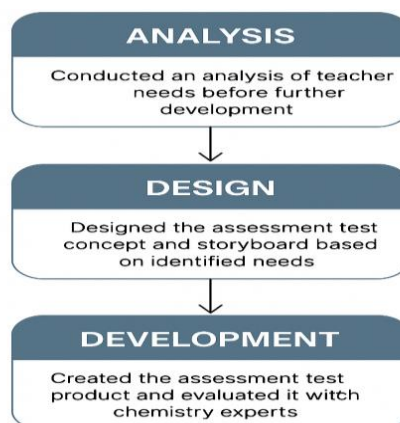 ANALYSIS
Conducted an analysis of teacher
needs before further
development
DESIGN
Designed the assessment test
concept and storyboard based
on identified needs
DEVELOPMENT
Created the assessment test
product and evaluated it witch
chemistry experts